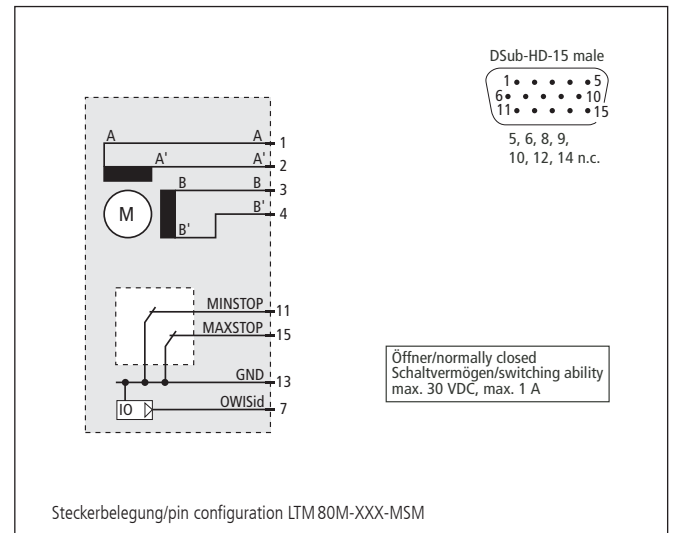 DSub-HD-15 male
1 5
6 10
11 15
5, 6, 8, 9,
10, 12, 14 n.c.
A A 1
A' A' 2
B B 3
M B' 4
B'
MINSTOP 11
MAXSTOP 15
GND 13
IO OWISid 7
Öffner/normally closed
Schaltvermögen/switching ability
max. 30 VDC, max. 1 A
Steckerbelegung/pin configuration LTM 80M-XXX-MSM